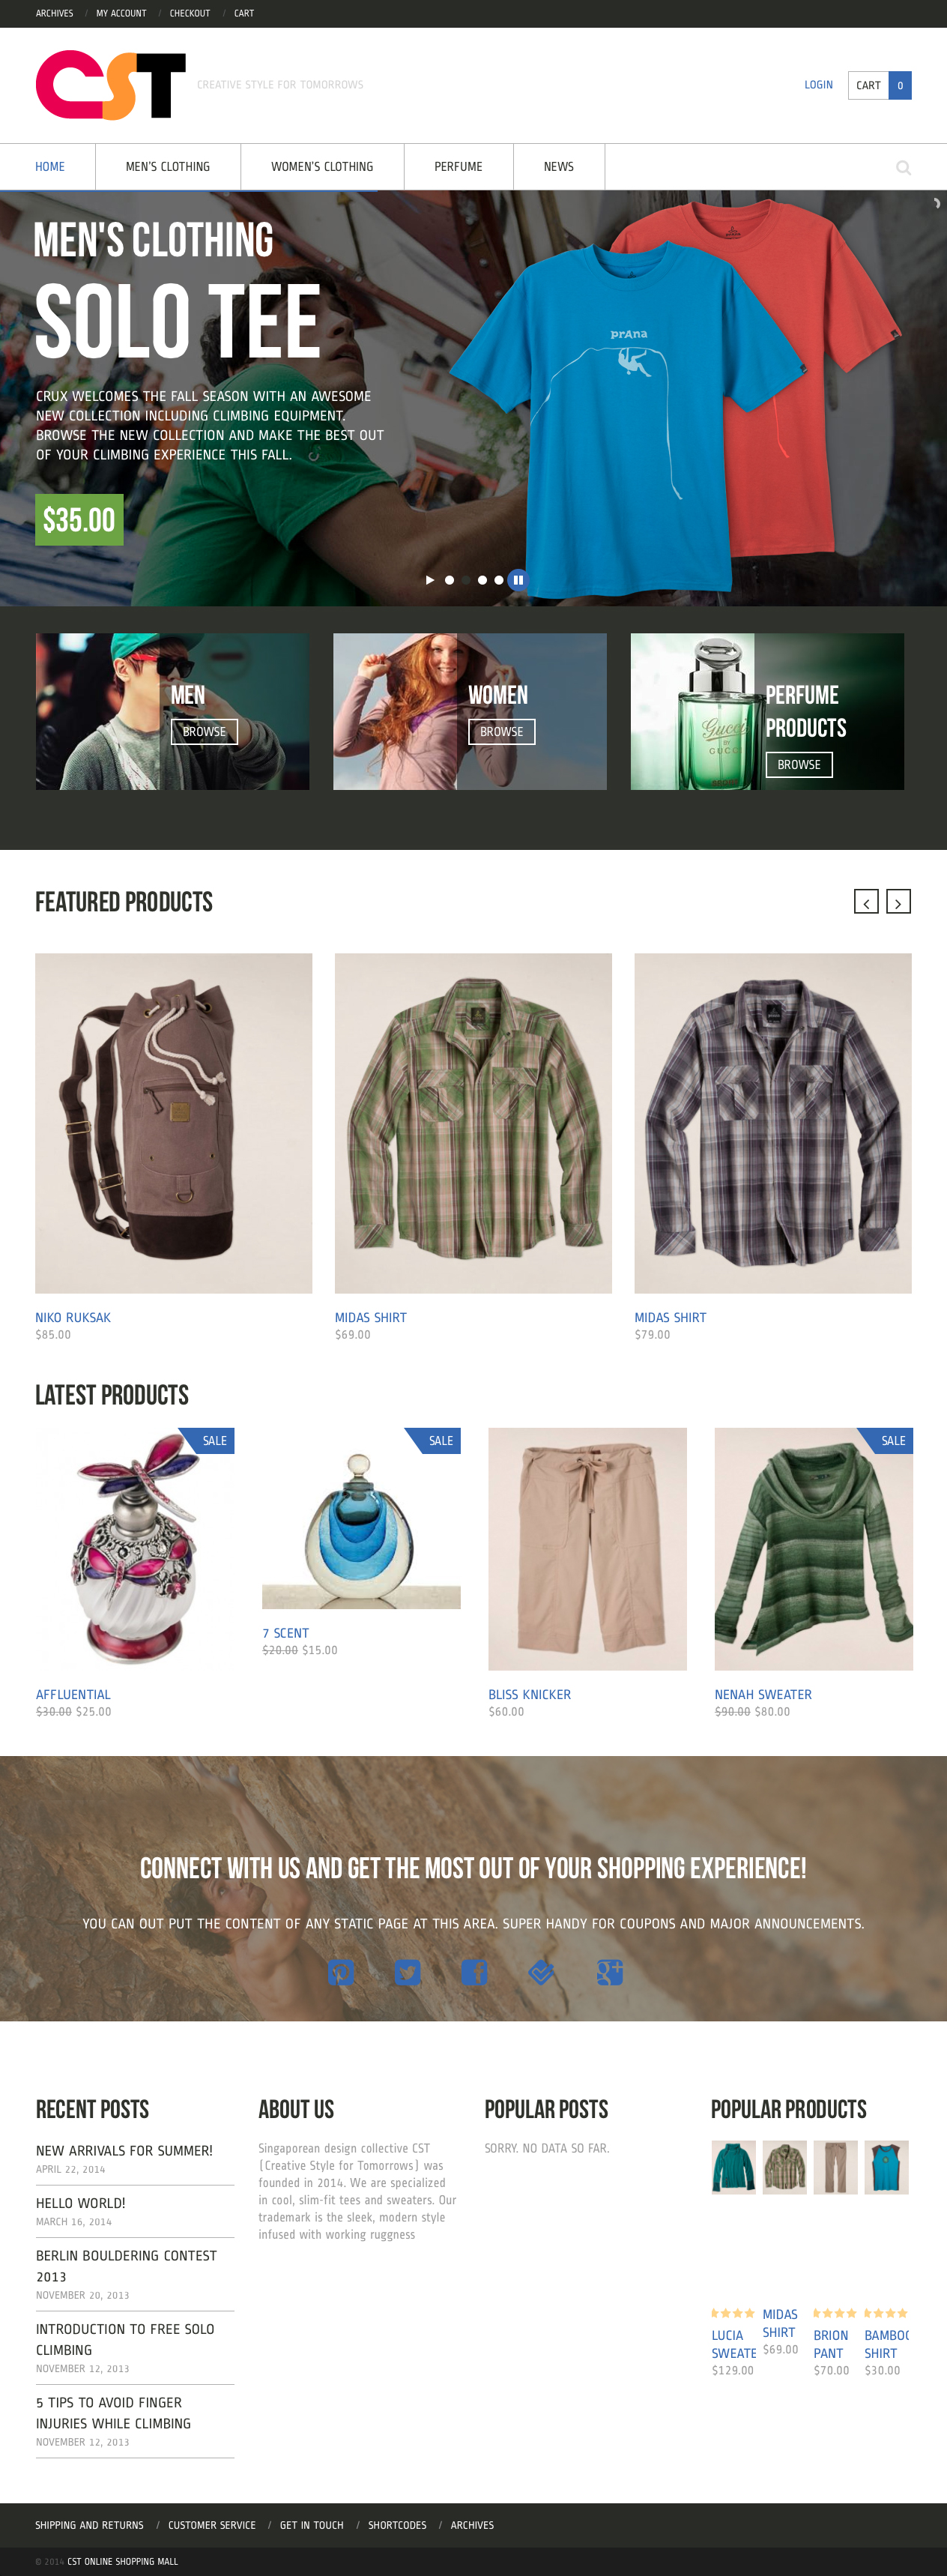 ARCHIVES / MY ACCOUNT / CHECKOUT / CART
CST
CREATIVE STYLE FOR TOMORROWS
LOGIN
CART 0
HOME
MEN'S CLOTHING
WOMEN'S CLOTHING
PERFUME
NEWS
MEN'S CLOTHING
SOLO TEE
CRUX WELCOMES THE FALL SEASON WITH AN AWESOME
NEW COLLECTION INCLUDING CLIMBING EQUIPMENT.
BROWSE THE NEW COLLECTION AND MAKE THE BEST OUT
OF YOUR CLIMBING EXPERIENCE THIS FALL.
$35.00
prAna
MEN
BROWSE
WOMEN
BROWSE
Gucci
BY
GUCCI
PERFUME
PRODUCTS
BROWSE
FEATURED PRODUCTS
NIKO RUKSAK
$85.00
MIDAS SHIRT
$69.00
MIDAS SHIRT
$79.00
LATEST PRODUCTS
SALE
AFFLUENTIAL
$30.00 $25.00
SALE
7 SCENT
$20.00 $15.00
BLISS KNICKER
$60.00
SALE
NENAH SWEATER
$90.00 $80.00
CONNECT WITH US AND GET THE MOST OUT OF YOUR SHOPPING EXPERIENCE!
YOU CAN OUT PUT THE CONTENT OF ANY STATIC PAGE AT THIS AREA. SUPER HANDY FOR COUPONS AND MAJOR ANNOUNCEMENTS.
RECENT POSTS
NEW ARRIVALS FOR SUMMER!
APRIL 22, 2014
HELLO WORLD!
MARCH 16, 2014
BERLIN BOULDERING CONTEST
2013
NOVEMBER 20, 2013
INTRODUCTION TO FREE SOLO
CLIMBING
NOVEMBER 12, 2013
5 TIPS TO AVOID FINGER
INJURIES WHILE CLIMBING
NOVEMBER 12, 2013
ABOUT US
Singaporean design collective CST
(Creative Style for Tomorrows) was
founded in 2014. We are specialized
in cool, slim-fit tees and sweaters. Our
trademark is the sleek, modern style
infused with working ruggness
POPULAR POSTS
SORRY. NO DATA SO FAR.
POPULAR PRODUCTS
LUCIA
SWEATE
$129.00
MIDAS
SHIRT
$69.00
BRION
PANT
$70.00
BAMBOO
SHIRT
$30.00
SHIPPING AND RETURNS / CUSTOMER SERVICE / GET IN TOUCH / SHORTCODES / ARCHIVES
© 2014 CST ONLINE SHOPPING MALL